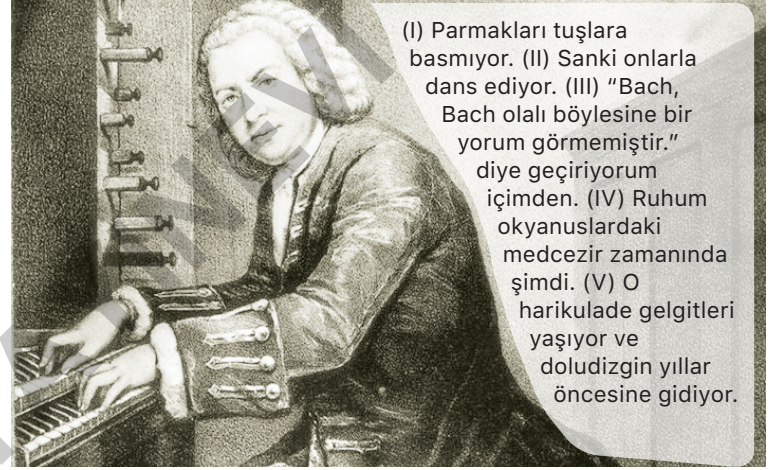 (I) Parmakları tuşlara
basmıyor. (II) Sanki onlarla
dans ediyor. (III) “Bach,
Bach olalı böylesine bir
yorum görmemiştir.”
diye geçiriyorum
içimden. (IV) Ruhum
okyanuslardaki
medcezir zamanında
şimdi. (V) O
harikulade gelgitleri
yaşıyor ve
doludizgin yıllar
öncesine gidiyor.